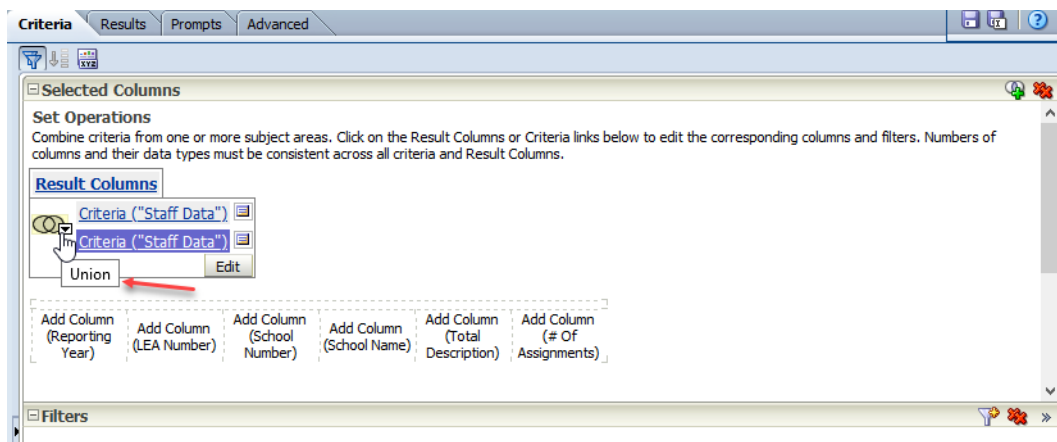 Criteria Results Prompts Advanced
Selected Columns
Set Operations
Combine criteria from one or more subject areas. Click on the Result Columns or Criteria links below to edit the corresponding columns and filters. Numbers of
columns and their data types must be consistent across all criteria and Result Columns.
Result Columns
Criteria ("Staff Data")
Criteria ("Staff Data")
Union
Edit
Add Column
(Reporting
Year)
Add Column
(LEA Number)
Add Column
(School
Number)
Add Column
(School Name)
Add Column
(Total
Description)
Add Column
(# Of
Assignments)
Filters